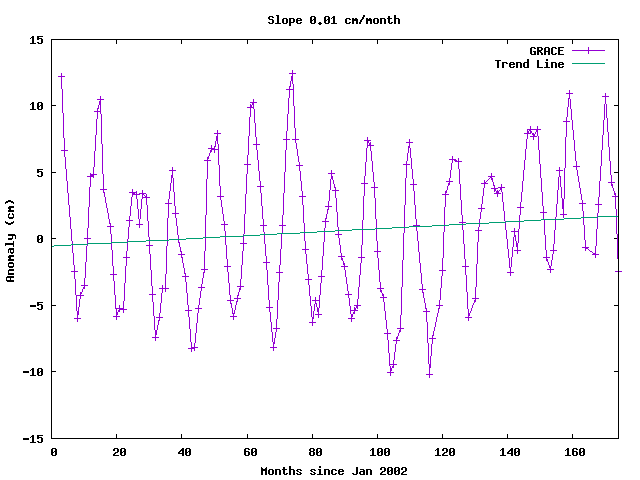 Slope 0.01 cm/month
15
10
5
0
-5
-10
-15
Anomaly (cm)
GRACE
Trend Line
0 20 40 60 80 100 120 140 160
Months since Jan 2002